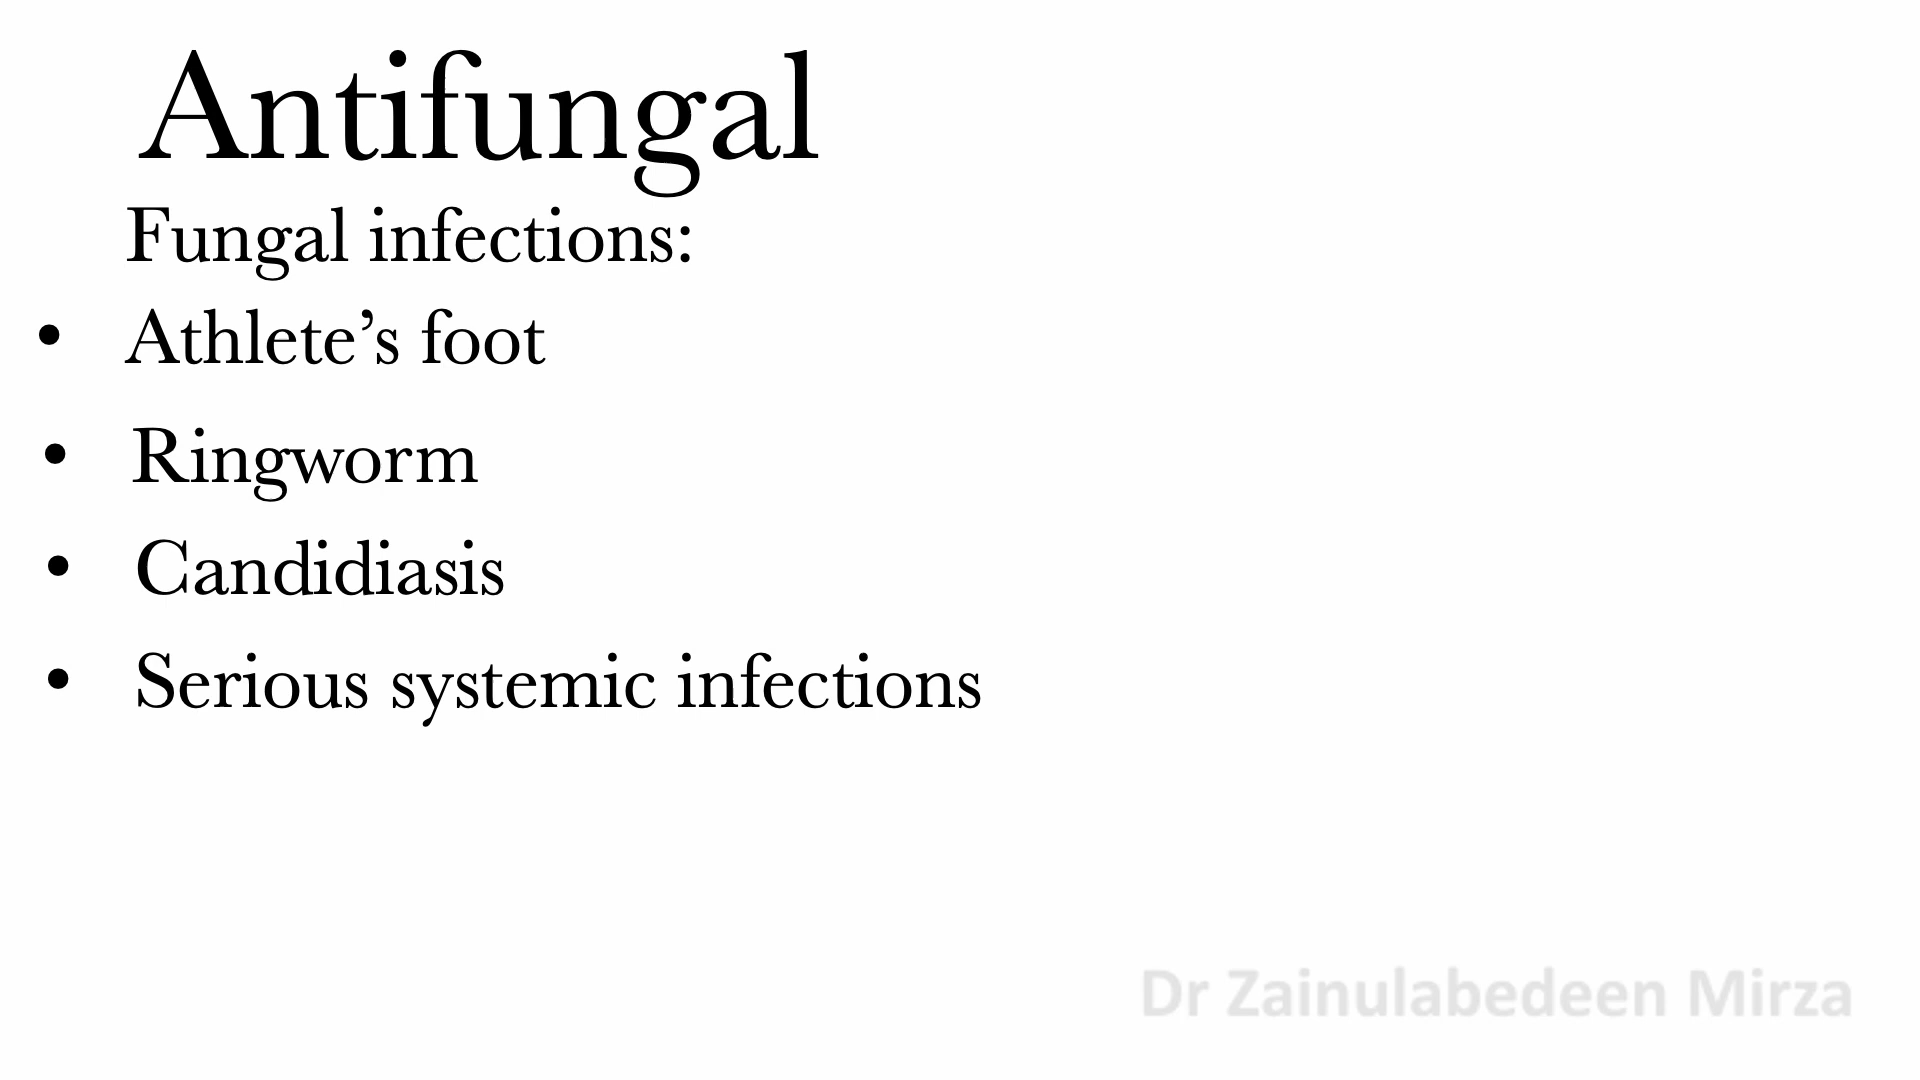 Antifungal
Fungal infections:
• Athlete’s foot
• Ringworm
• Candidiasis
• Serious systemic infections
Dr Zainulabedeen Mirza